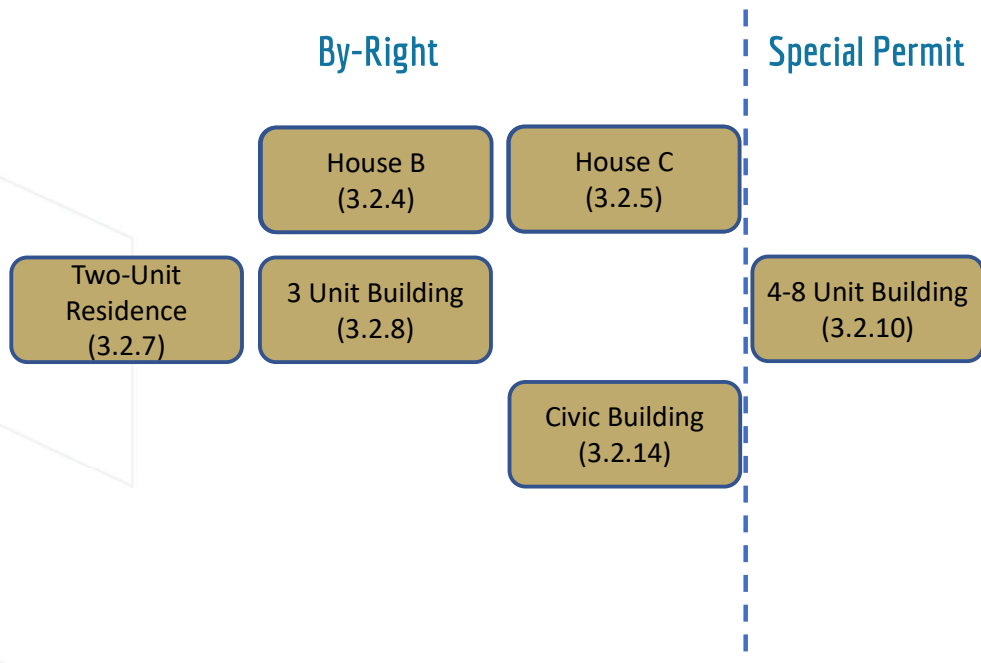 By-Right
Special Permit
House B
(3.2.4)
House C
(3.2.5)
Two-Unit
Residence
(3.2.7)
3 Unit Building
(3.2.8)
4-8 Unit Building
(3.2.10)
Civic Building
(3.2.14)